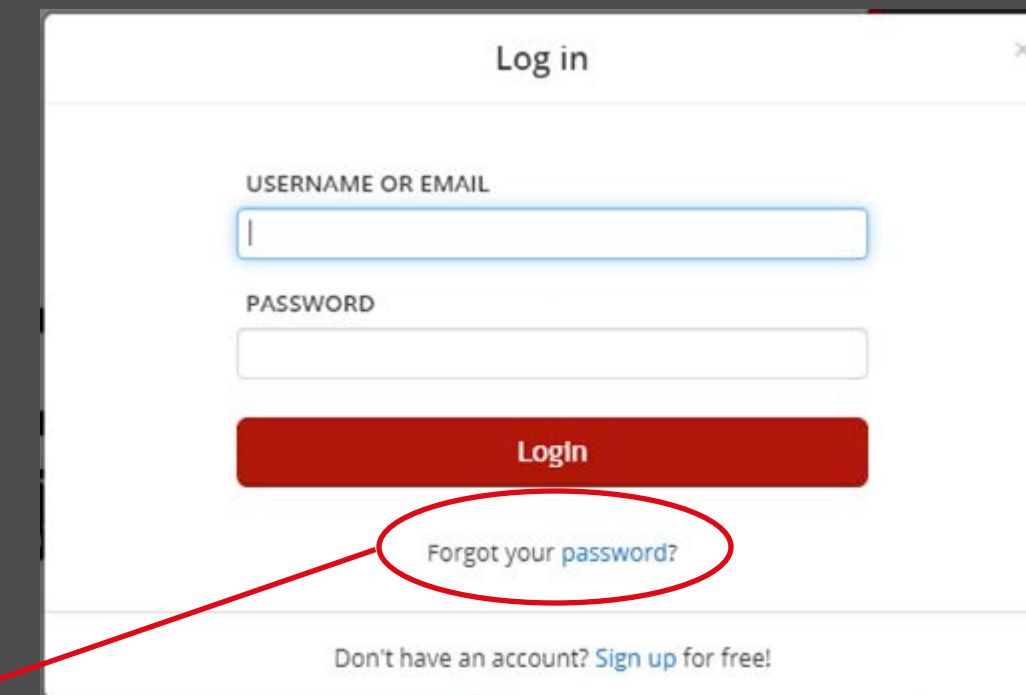 Log in
×
USERNAME OR EMAIL
PASSWORD
Login
Forgot your password?
Don't have an account? Sign up for free!